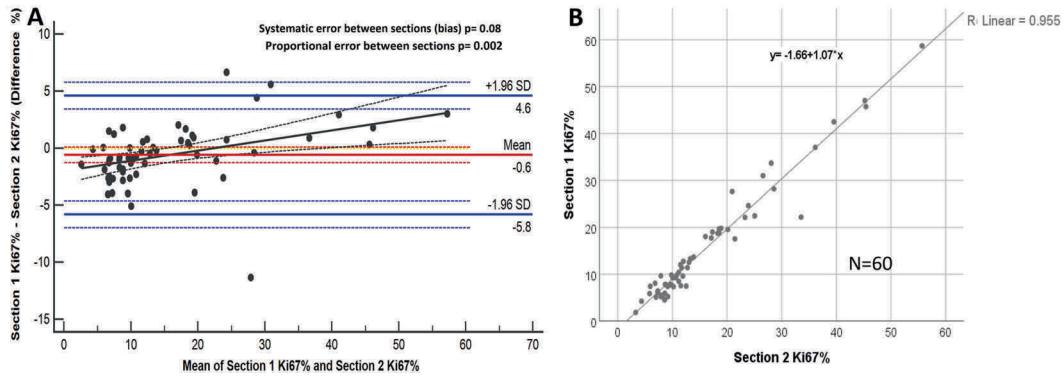 A
Systematic error between sections (bias) p= 0.08
Proportional error between sections p= 0.002
Section 1 Ki67% - Section 2 Ki67% (Difference %)
10
5
0
-5
-10
-15
+1.96 SD
4.6
Mean
-0.6
-1.96 SD
-5.8
0 10 20 30 40 50 60 70
Mean of Section 1 Ki67% and Section 2 Ki67%
B
R Linear = 0.955
y= -1.66+1.07*x
Section 1 Ki67%
60
50
40
30
20
10
0
N=60
0 10 20 30 40 50 60
Section 2 Ki67%